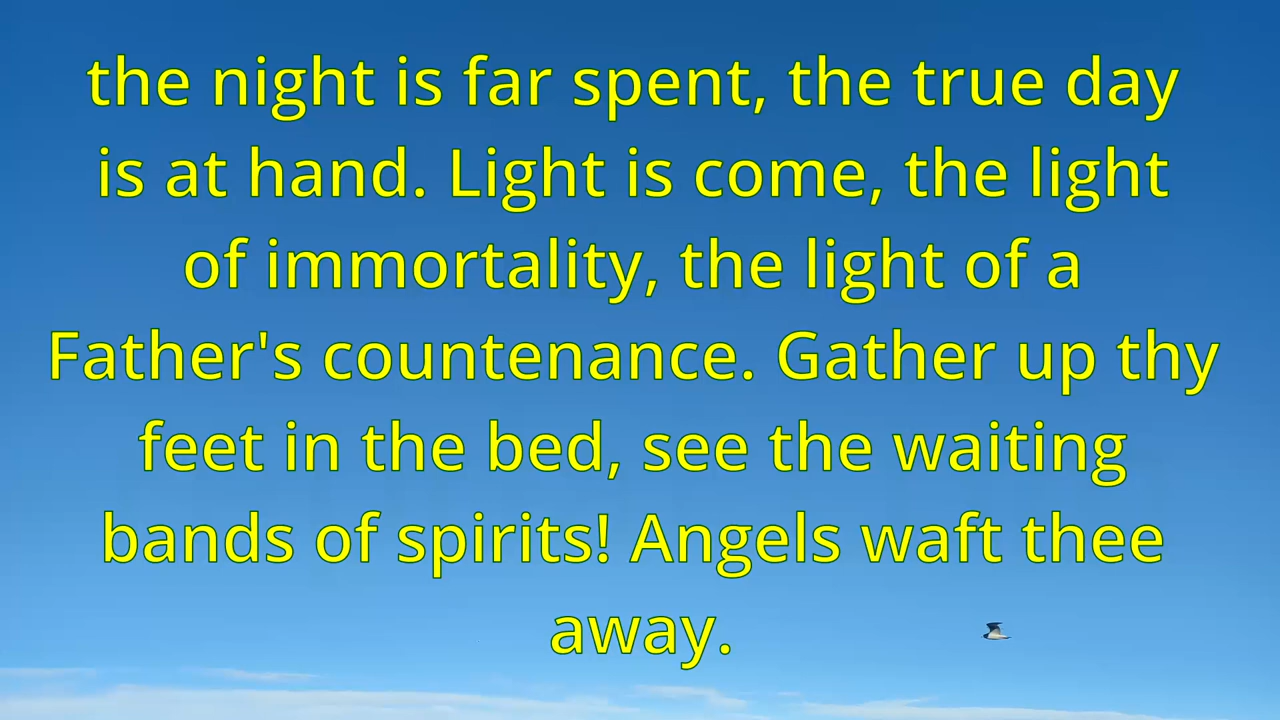 the night is far spent, the true day
is at hand. Light is come, the light
of immortality, the light of a
Father's countenance. Gather up thy
feet in the bed, see the waiting
bands of spirits! Angels waft thee
away.